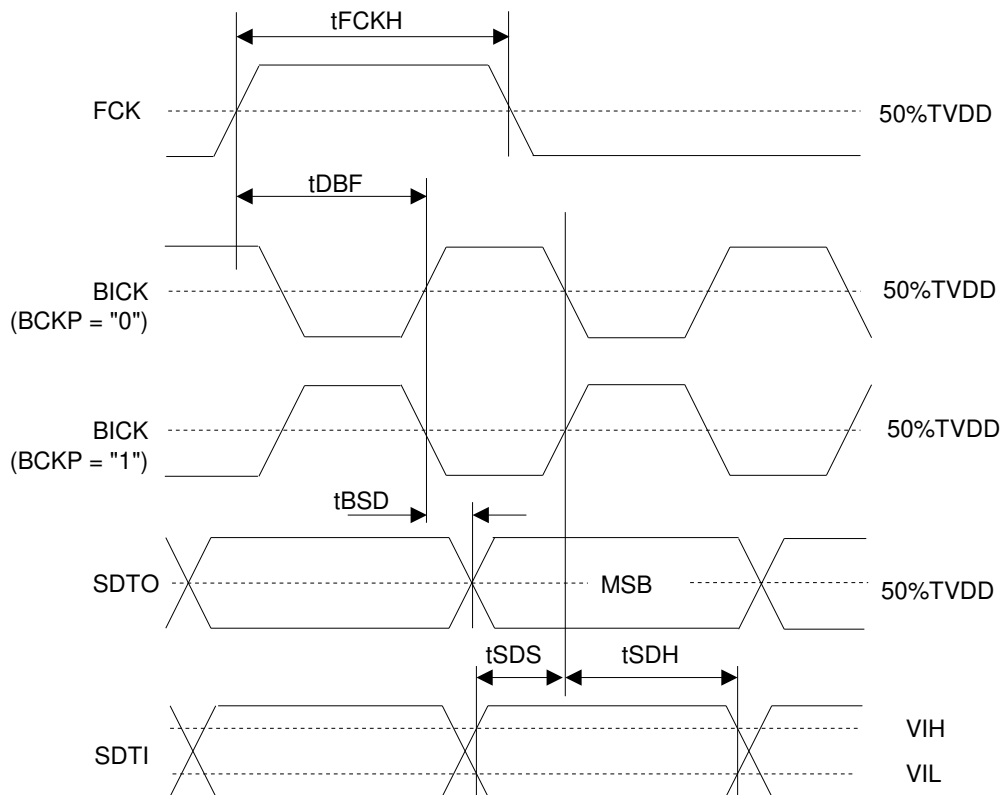 tFCKH
FCK
50%TVDD
tDBF
BICK
(BCKP = "0")
50%TVDD
BICK
(BCKP = "1")
50%TVDD
tBSD
SDTO
MSB
50%TVDD
tSDS
tSDH
SDTI
VIH
VIL